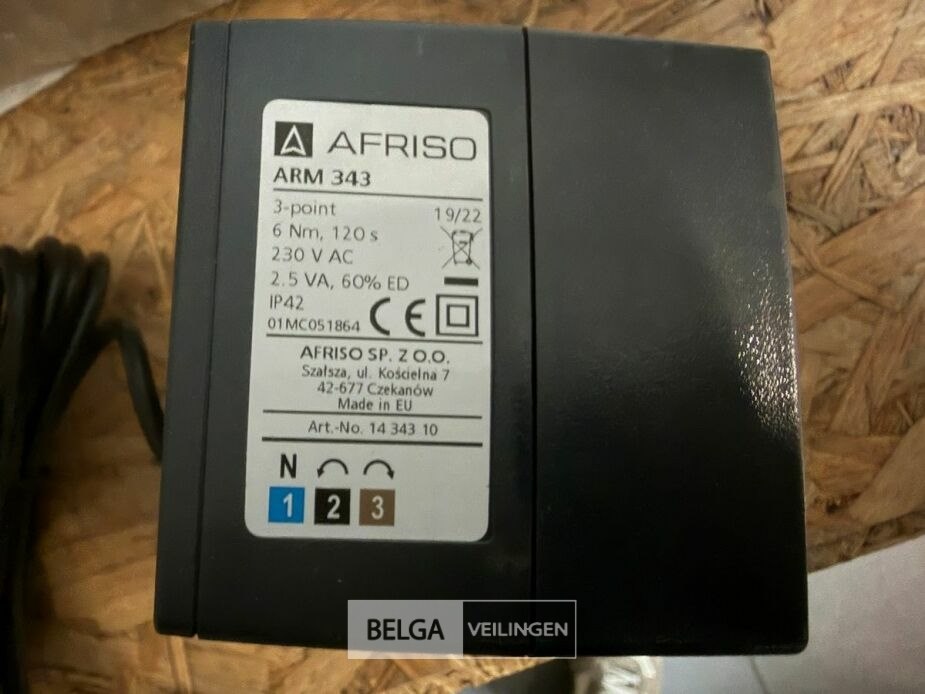 AFRISO
ARM 343
3-point 19/22
6 Nm, 120 s
230 V AC
2.5 VA, 60% ED
IP42
01MC051864 CE
AFRISO SP. Z O.O.
Szałsza, ul. Kościelna 7
42-677 Czekanów
Made in EU
Art.-No. 14 343 10
N
1 2 3
BELGA VEILINGEN